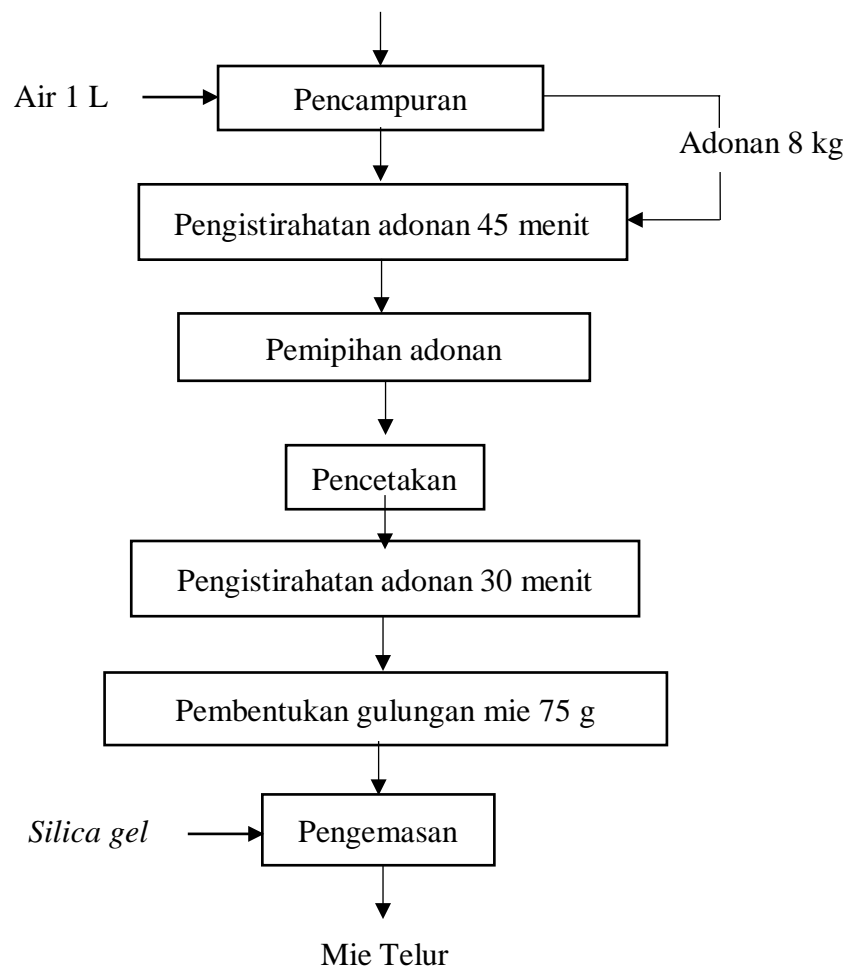 Air 1 L
Pencampuran
Adonan 8 kg
Pengistirahatan adonan 45 menit
Pemipihan adonan
Pencetakan
Pengistirahatan adonan 30 menit
Pembentukan gulungan mie 75 g
Silica gel
Pengemasan
Mie Telur